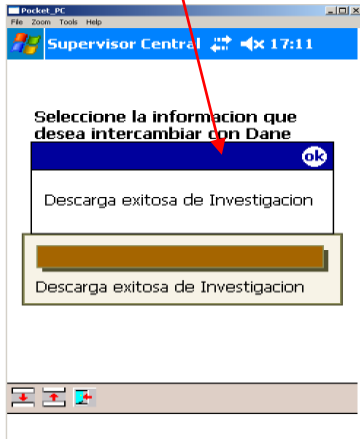 Pocket_PC
File Zoom Tools Help
Supervisor Central 17:11
Seleccione la informacion que
desea intercambiar con Dane
ok
Descarga exitosa de Investigacion
Descarga exitosa de Investigacion